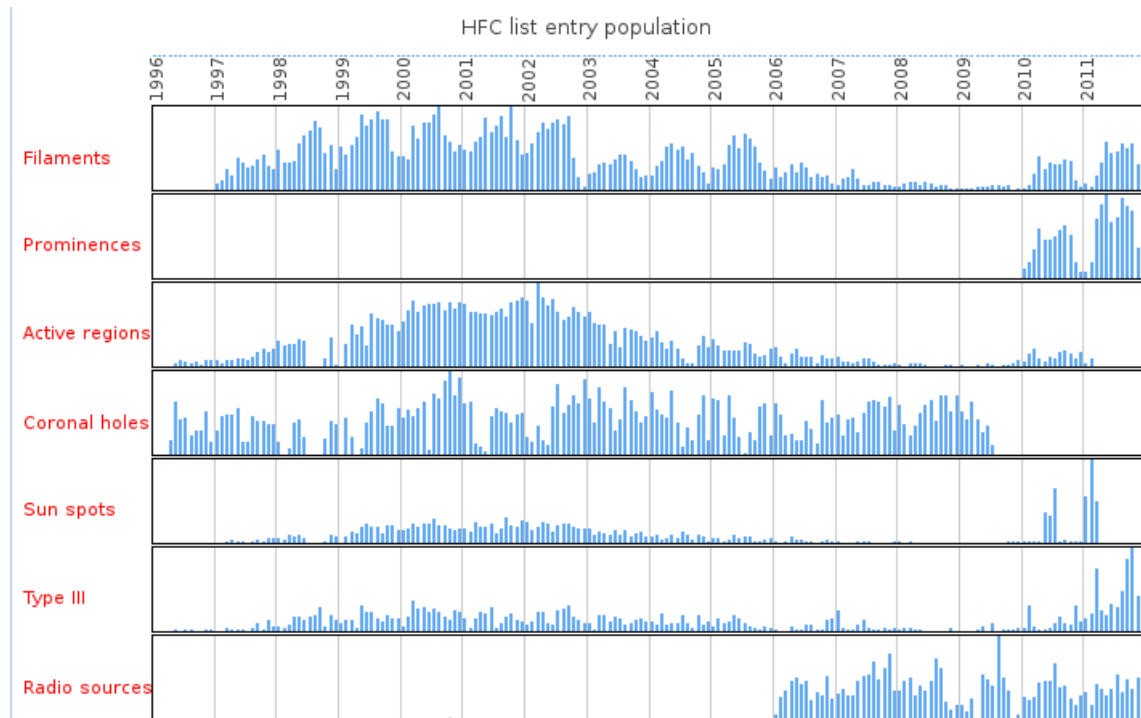 HFC list entry population
1996 1997 1998 1999 2000 2001 2002 2003 2004 2005 2006 2007 2008 2009 2010 2011
Filaments
Prominences
Active regions
Coronal holes
Sun spots
Type III
Radio sources